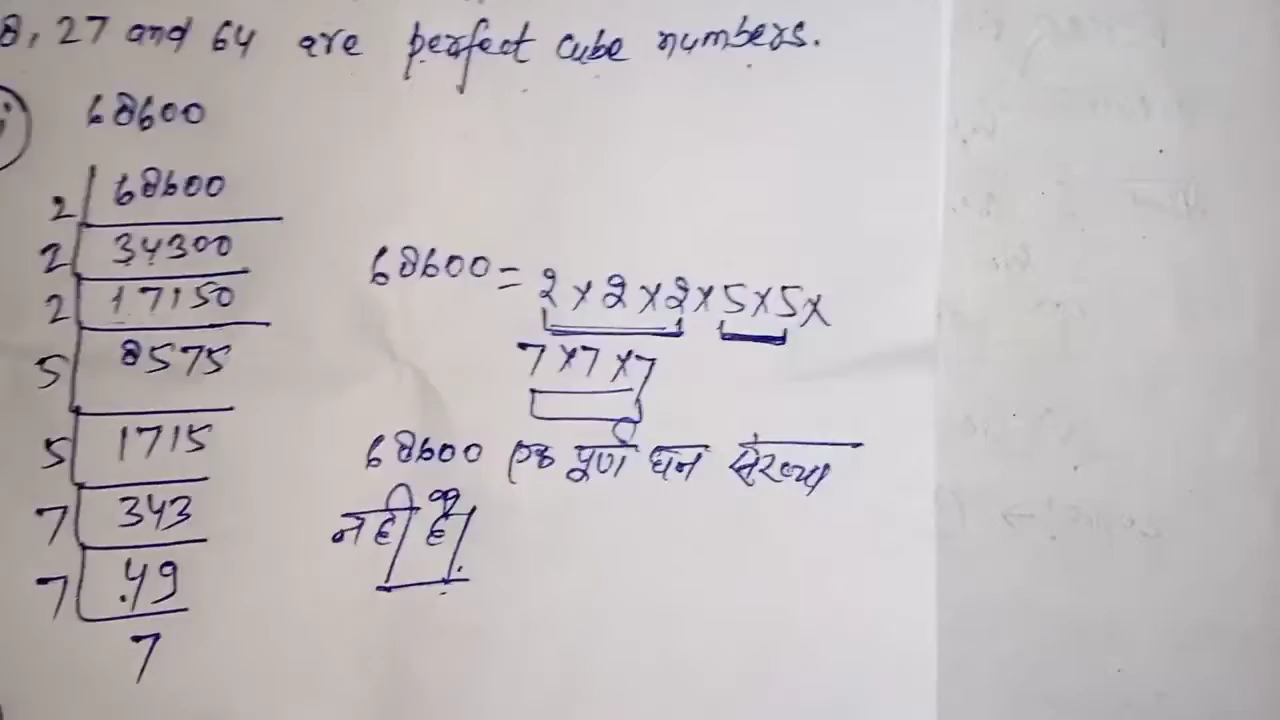 8, 27 and 64 are perfect cube numbers.
i) 68600
2 | 68600
2 | 34300
2 | 17150
5 | 8575
5 | 1715
7 | 343
7 | 49
7
68600 = 2 × 2 × 2 × 5 × 5 ×
7 × 7 × 7
68600 एक पूर्ण घन संख्या
नही है।